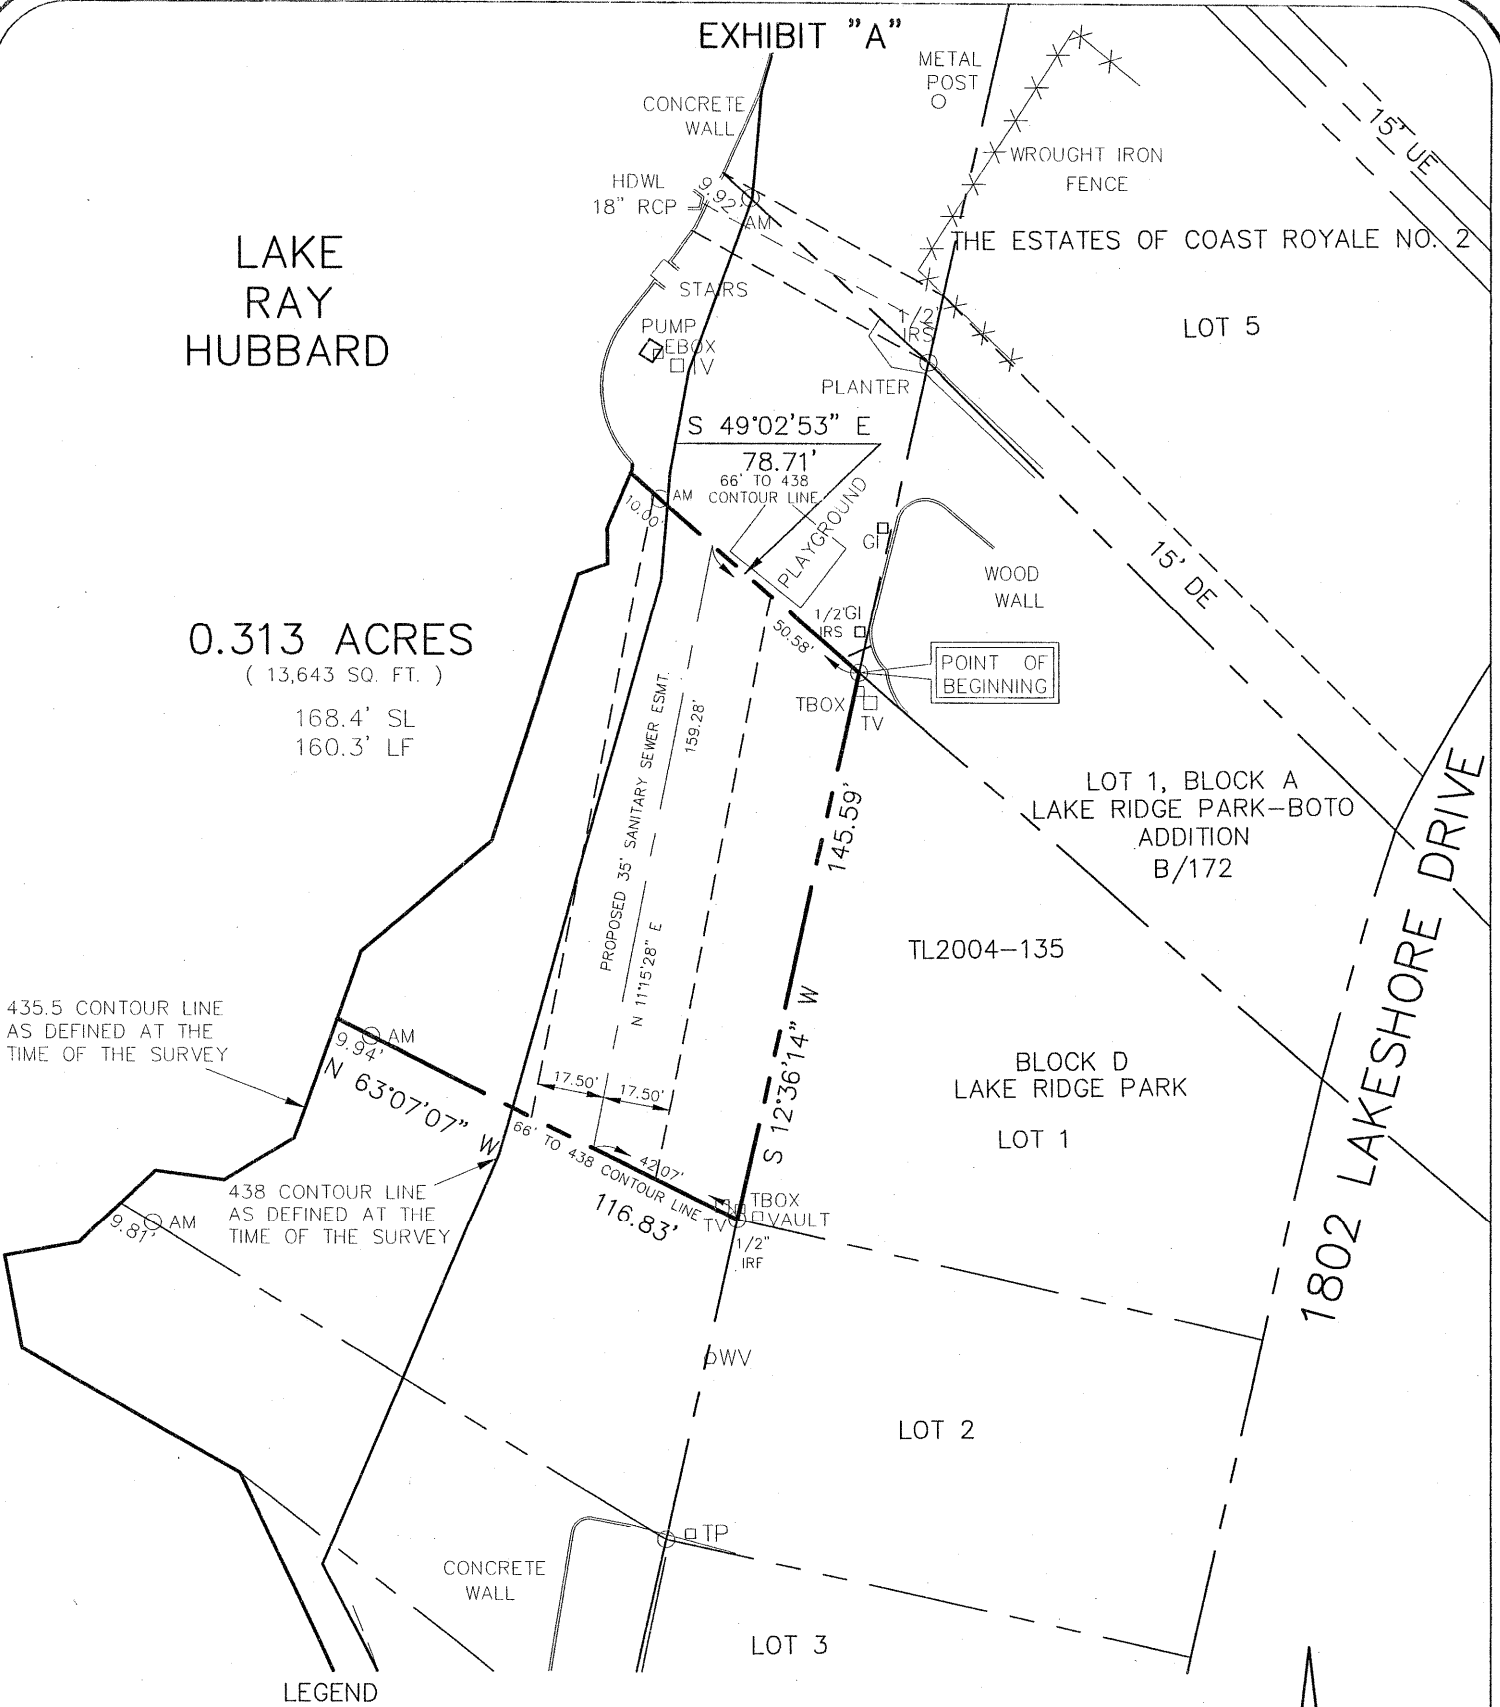 EXHIBIT "A"
METAL
POST
CONCRETE
WALL
15' UE
WROUGHT IRON
FENCE
HDWL
18" RCP
9.92'
AM
THE ESTATES OF COAST ROYALE NO. 2
LAKE
RAY
HUBBARD
STAIRS
LOT 5
1/2"
IRS
PUMP
EBOX
IV
PLANTER
S 49°02'53" E
78.71'
66' TO 438
CONTOUR LINE
PLAYGROUND
10.00'
AM
GI
15' DE
WOOD
WALL
0.313 ACRES
( 13,643 SQ. FT. )
168.4' SL
160.3' LF
1/2"
IRS
GI
50.58'
POINT OF
BEGINNING
TBOX
TV
PROPOSED 35' SANITARY SEWER ESMT.
159.28'
N 11°15'28" E
145.59'
S 12°36'14" W
LOT 1, BLOCK A
LAKE RIDGE PARK-BOTO
ADDITION
B/172
TL2004-135
1802 LAKESHORE DRIVE
435.5 CONTOUR LINE
AS DEFINED AT THE
TIME OF THE SURVEY
AM
9.94'
N 63°07'07" W
17.50'
17.50'
BLOCK D
LAKE RIDGE PARK
LOT 1
66' TO 438 CONTOUR LINE
42.07'
116.83'
438 CONTOUR LINE
AS DEFINED AT THE
TIME OF THE SURVEY
TBOX
TV
VAULT
1/2"
IRF
AM
9.81'
WV
LOT 2
TP
CONCRETE
WALL
LOT 3
LEGEND